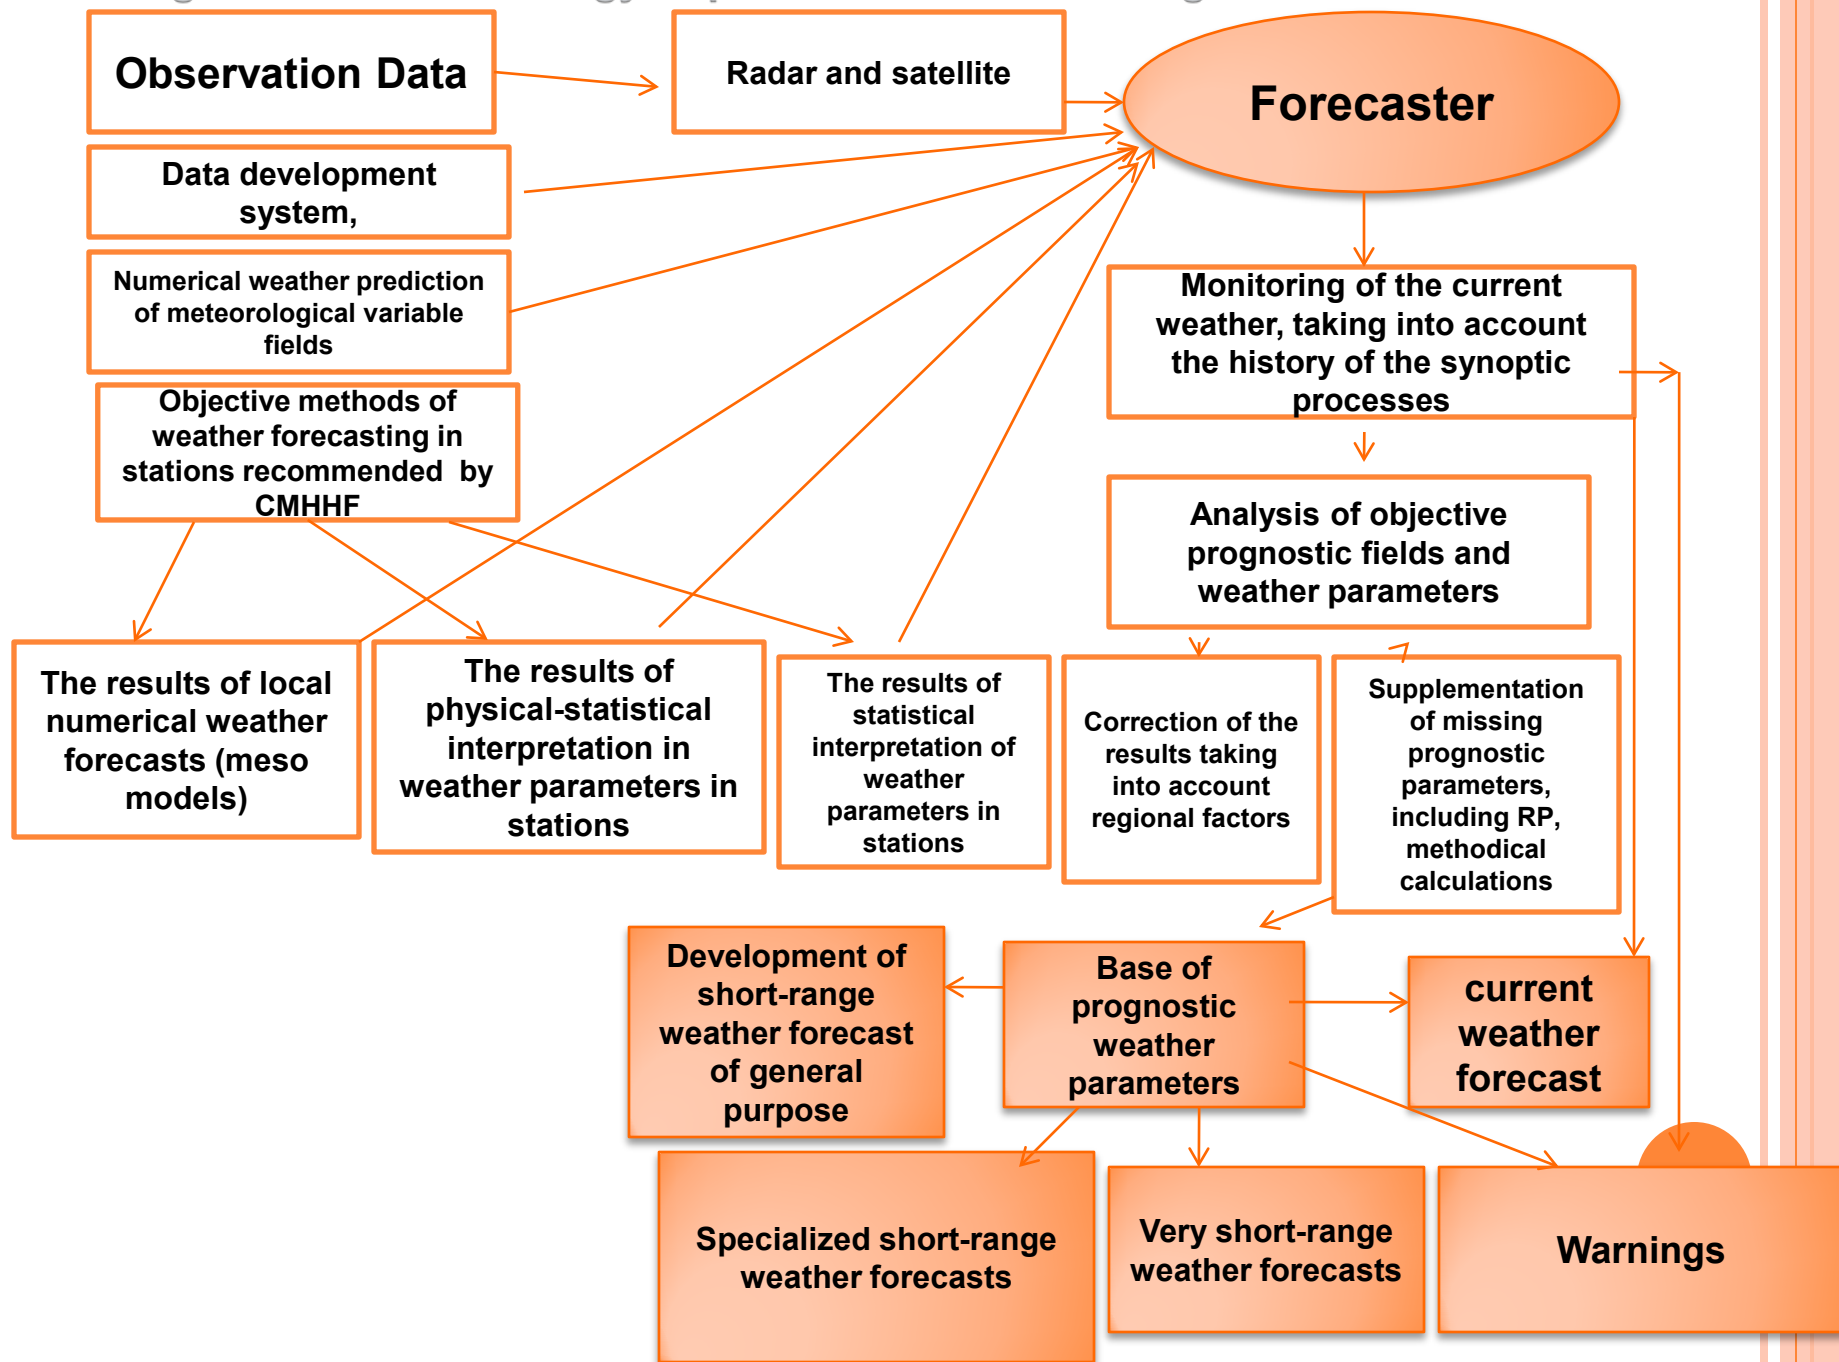 Observation Data
Radar and satellite
Forecaster
Data development
system,
Numerical weather prediction
of meteorological variable
fields
Monitoring of the current
weather, taking into account
the history of the synoptic
processes
Objective methods of
weather forecasting in
stations recommended by
CMHHF
Analysis of objective
prognostic fields and
weather parameters
The results of local
numerical weather
forecasts (meso
models)
The results of
physical-statistical
interpretation in
weather parameters in
stations
The results of
statistical
interpretation of
weather
parameters in
stations
Correction of the
results taking
into account
regional factors
Supplementation
of missing
prognostic
parameters,
including RP,
methodical
calculations
Development of
short-range
weather forecast
of general
purpose
Base of
prognostic
weather
parameters
current
weather
forecast
Specialized short-range
weather forecasts
Very short-range
weather forecasts
Warnings